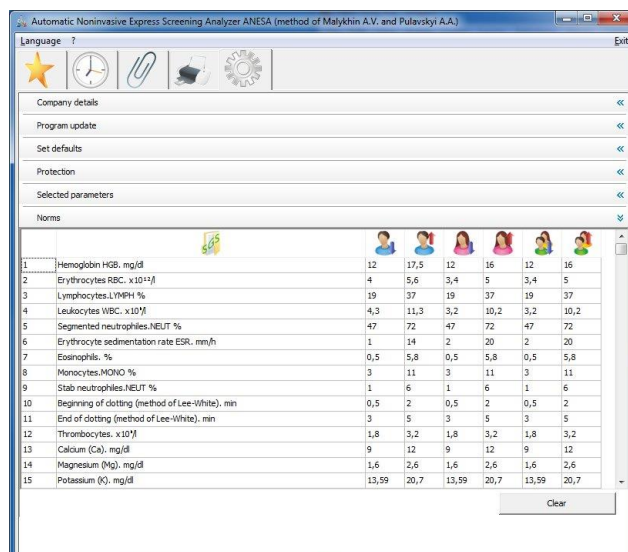 Automatic Noninvasive Express Screening Analyzer ANESA (method of Malykhin A.V. and Pulavskyi A.A.)
Language ? Exit
Company details
Program update
Set defaults
Protection
Selected parameters
Norms
SGS
1 Hemoglobin HGB. mg/dl 12 17,5 12 16 12 16
2 Erythrocytes RBC. x10¹²/l 4 5,6 3,4 5 3,4 5
3 Lymphocytes.LYMPH % 19 37 19 37 19 37
4 Leukocytes WBC. 4,3 11,3 3,2 10,2 3,2 10,2
5 Segmented neutrophiles.NEUT % 47 72 47 72 47 72
6 Erythrocyte sedimentation rate ESR. mm/h 1 14 2 20 2 20
7 Eosinophils. % 0,5 5,8 0,5 5,8 0,5 5,8
8 Monocytes.MONO % 3 11 3 11 3 11
9 Stab neutrophiles.NEUT % 1 6 1 6 1 6
10 Beginning of clotting (method of Lee-White). min 0,5 2 0,5 2 0,5 2
11 End of clotting (method of Lee-White). min 3 5 3 5 3 5
12 Thrombocytes. 1,8 3,2 1,8 3,2 1,8 3,2
13 Calcium (Ca). mg/dl 9 12 9 12 9 12
14 Magnesium (Mg). mg/dl 1,6 2,6 1,6 2,6 1,6 2,6
15 Potassium (K). mg/dl 13,59 20,7 13,59 20,7 13,59 20,7
Clear